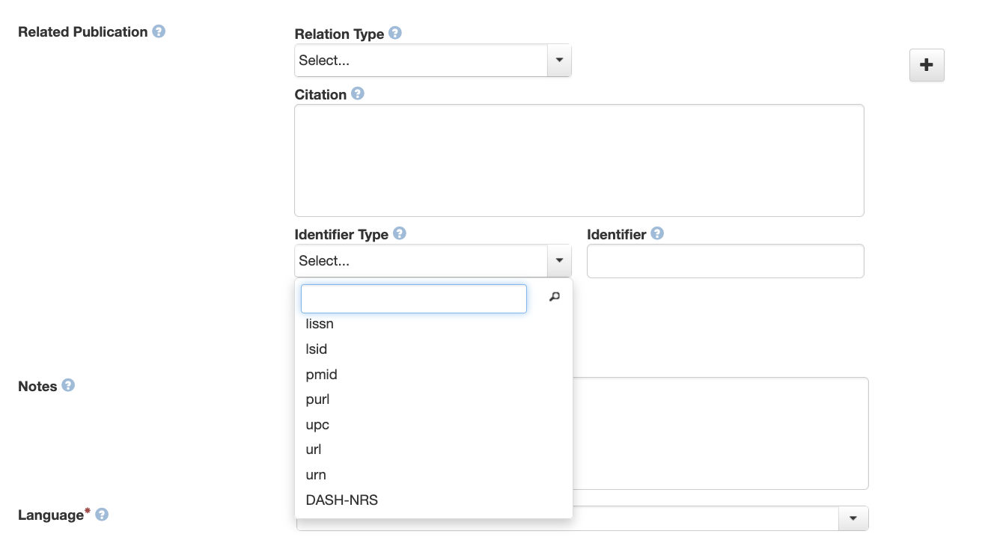 Related Publication
Relation Type
Select...
Citation
Identifier Type
Identifier
Select...
lissn
lsid
pmid
purl
upc
url
urn
DASH-NRS
Notes
Language*